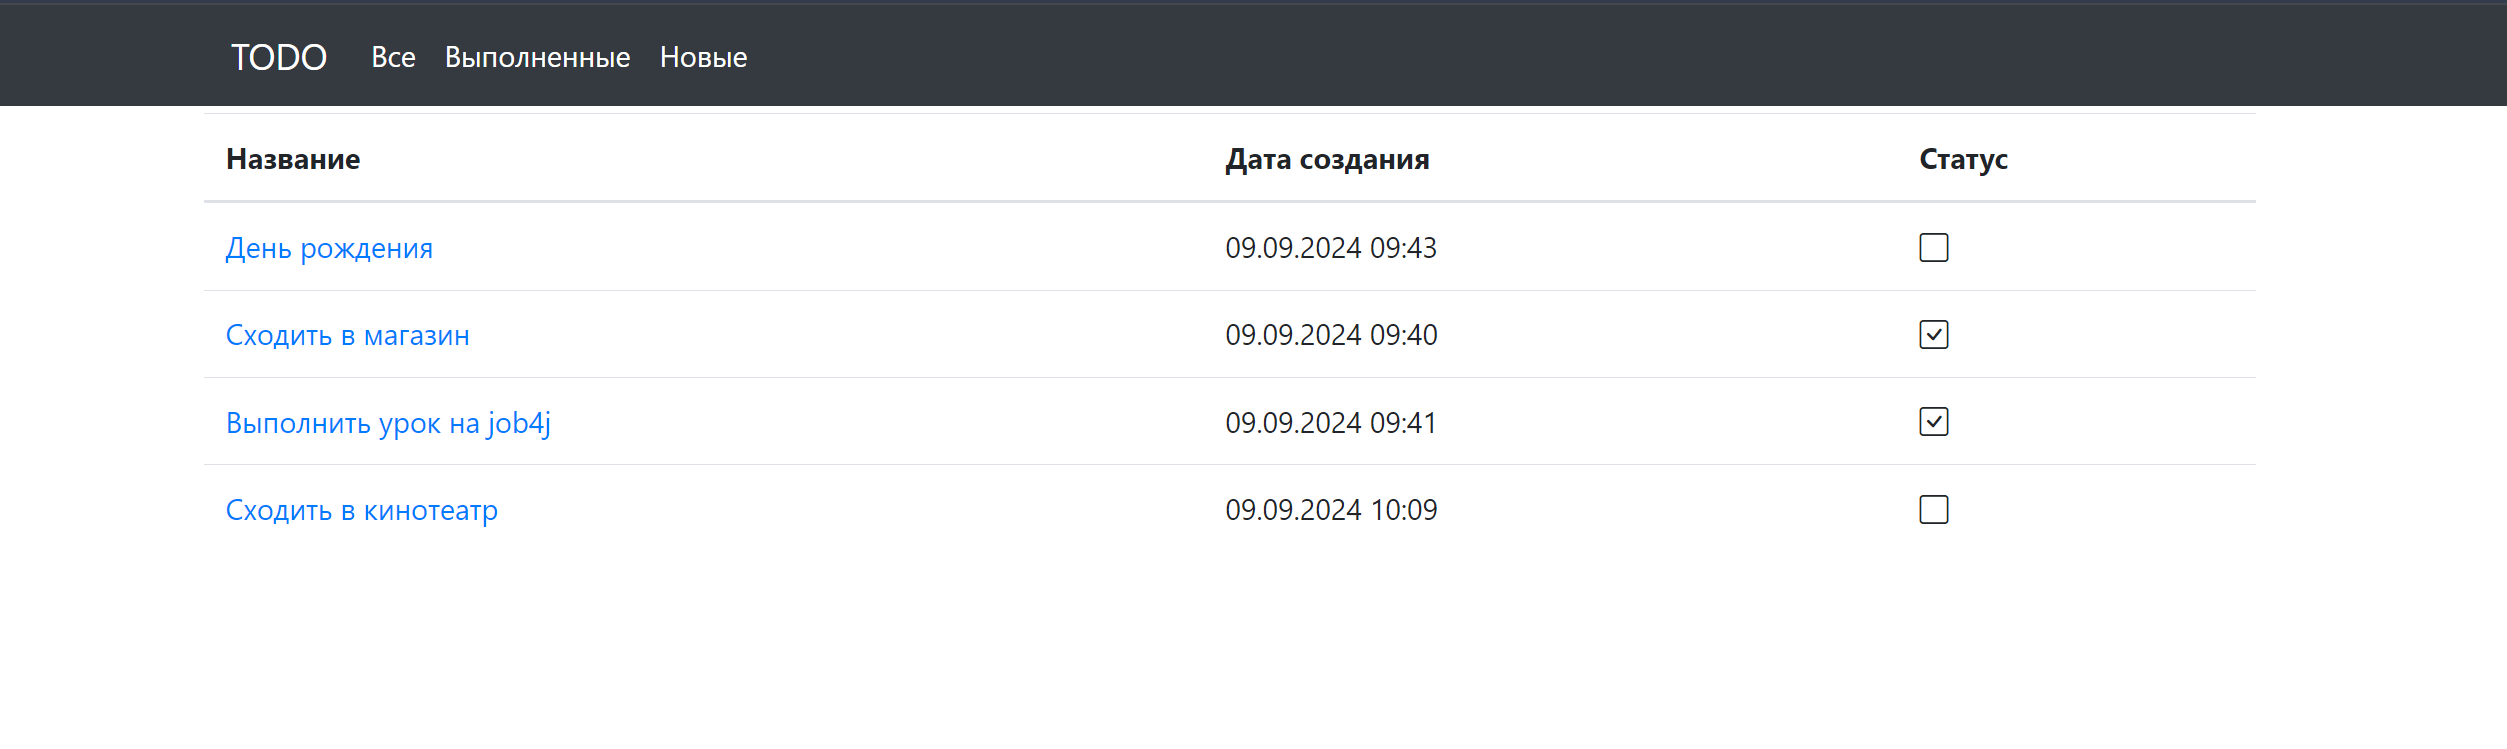 TODO Все Выполненные Новые
Название Дата создания Статус
День рождения 09.09.2024 09:43
Сходить в магазин 09.09.2024 09:40
Выполнить урок на job4j 09.09.2024 09:41
Сходить в кинотеатр 09.09.2024 10:09